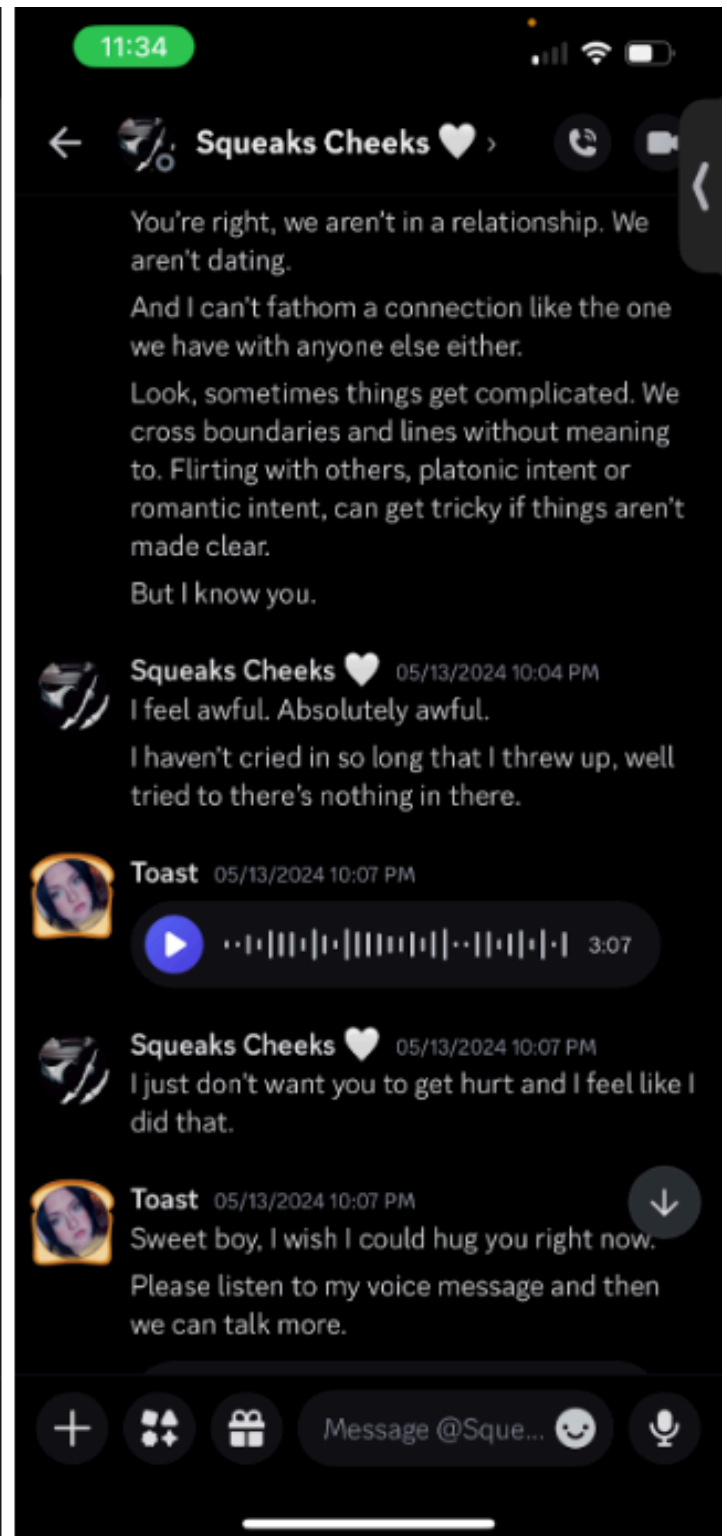 11:34
Squeaks Cheeks 🤍 ›
You're right, we aren't in a relationship. We
aren't dating.
And I can't fathom a connection like the one
we have with anyone else either.
Look, sometimes things get complicated. We
cross boundaries and lines without meaning
to. Flirting with others, platonic intent or
romantic intent, can get tricky if things aren't
made clear.
But I know you.
Squeaks Cheeks 🤍 05/13/2024 10:04 PM
I feel awful. Absolutely awful.
I haven't cried in so long that I threw up, well
tried to there's nothing in there.
Toast 05/13/2024 10:07 PM
3:07
Squeaks Cheeks 🤍 05/13/2024 10:07 PM
I just don't want you to get hurt and I feel like I
did that.
Toast 05/13/2024 10:07 PM
Sweet boy, I wish I could hug you right now.
Please listen to my voice message and then
we can talk more.
Message @Sque...